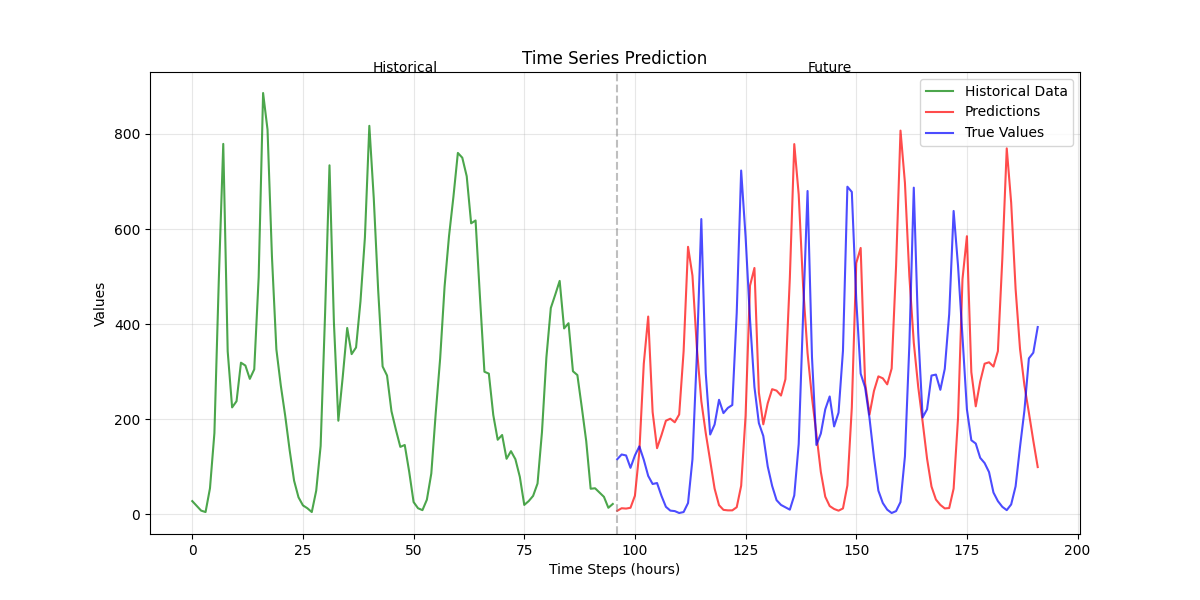 Time Series Prediction
Historical
Future
Historical Data
Predictions
True Values
Values
800
600
400
200
0
0
25
50
75
100
125
150
175
200
Time Steps (hours)